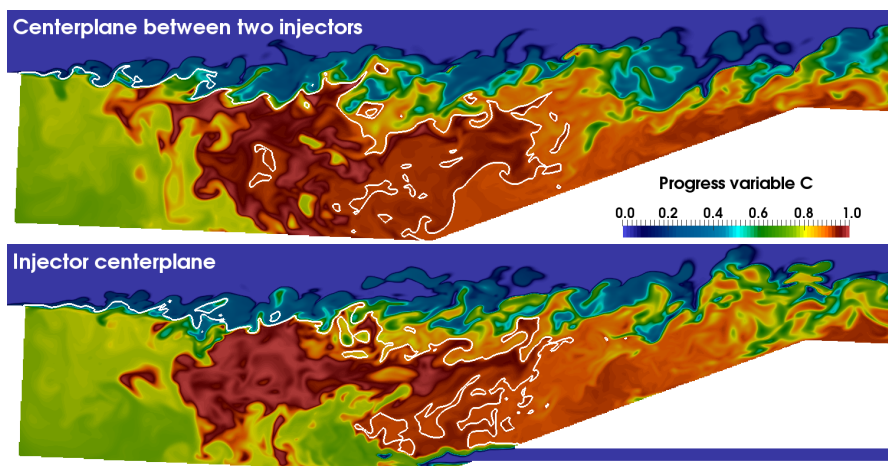 Centerplane between two injectors
Progress variable C
0.0 0.2 0.4 0.6 0.8 1.0
Injector centerplane